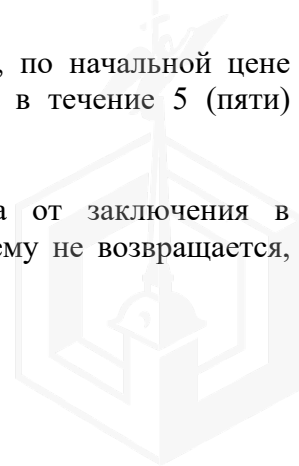 , по начальной цене
в течение 5 (пяти)
от заключения в
ему не возвращается,